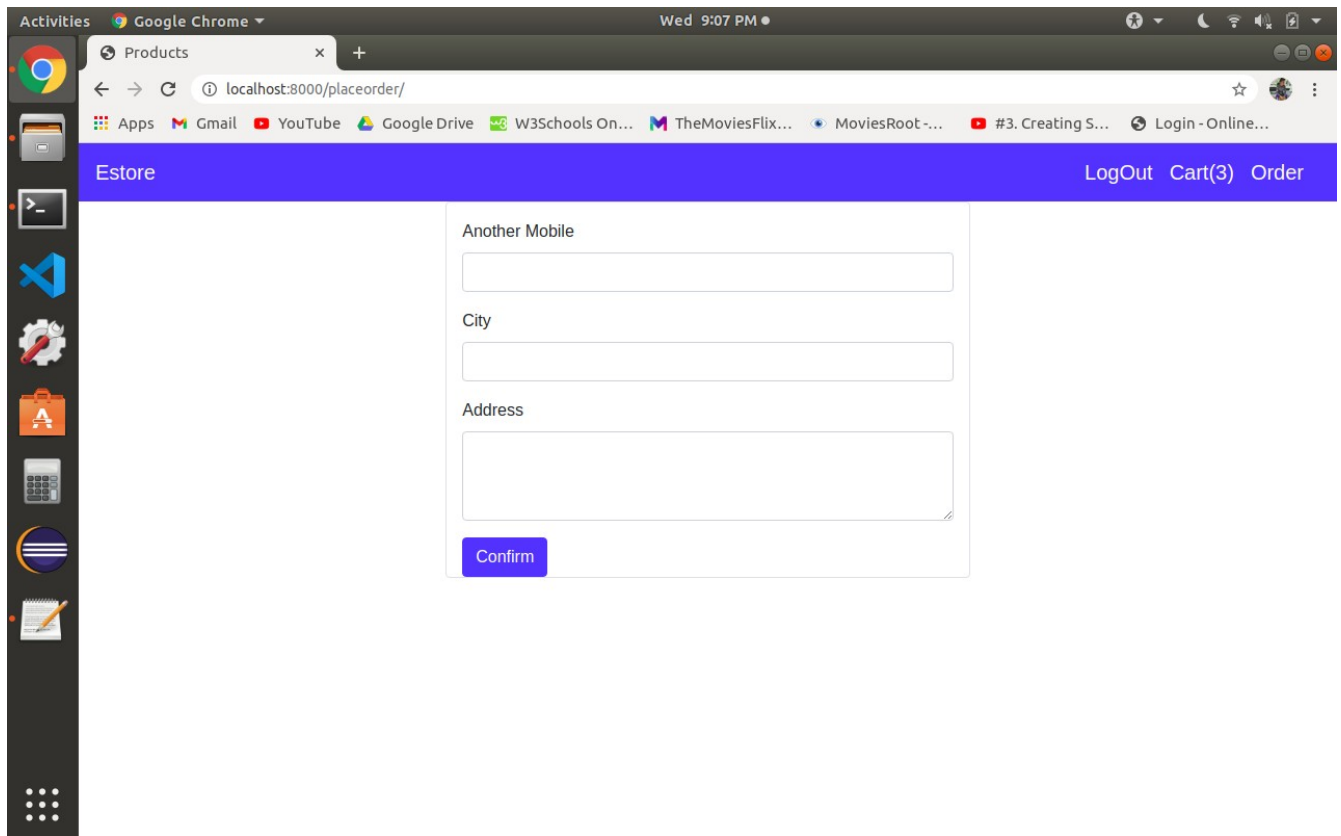 Activities Google Chrome Wed 9:07 PM
Products
localhost:8000/placeorder/
Apps Gmail YouTube Google Drive W3Schools On... TheMoviesFlix... MoviesRoot -... #3. Creating S... Login - Online...
Estore LogOut Cart(3) Order
Another Mobile
City
Address
Confirm